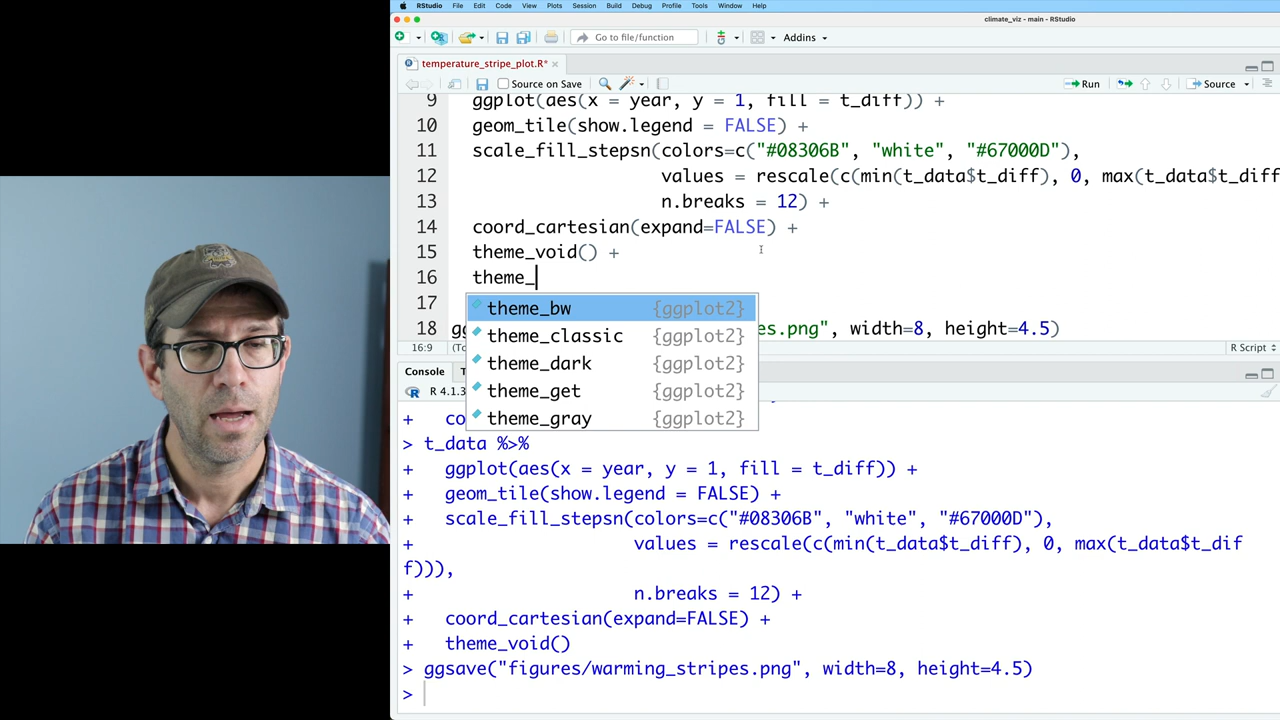 RStudio File Edit Code View Plots Session Build Debug Profile Tools Window Help
climate_viz - main - RStudio
Go to file/function Addins
temperature_stripe_plot.R*
Source on Save Run Source
9 ggplot(aes(x = year, y = 1, fill = t_diff)) +
10 geom_tile(show.legend = FALSE) +
11 scale_fill_stepsn(colors=c("#08306B", "white", "#67000D"),
12 values = rescale(c(min(t_data$t_diff), 0, max(t_data$t_diff
13 n.breaks = 12) +
14 coord_cartesian(expand=FALSE) +
15 theme_void() +
16 theme_
17
theme_bw {ggplot2}
18 gg es.png", width=8, height=4.5)
theme_classic {ggplot2}
16:9 R Script
theme_dark {ggplot2}
Console
theme_get {ggplot2}
R 4.1.3
theme_gray {ggplot2}
+ co
> t_data %>%
+ ggplot(aes(x = year, y = 1, fill = t_diff)) +
+ geom_tile(show.legend = FALSE) +
+ scale_fill_stepsn(colors=c("#08306B", "white", "#67000D"),
+ values = rescale(c(min(t_data$t_diff), 0, max(t_data$t_dif
f))),
+ n.breaks = 12) +
+ coord_cartesian(expand=FALSE) +
+ theme_void()
> ggsave("figures/warming_stripes.png", width=8, height=4.5)
>